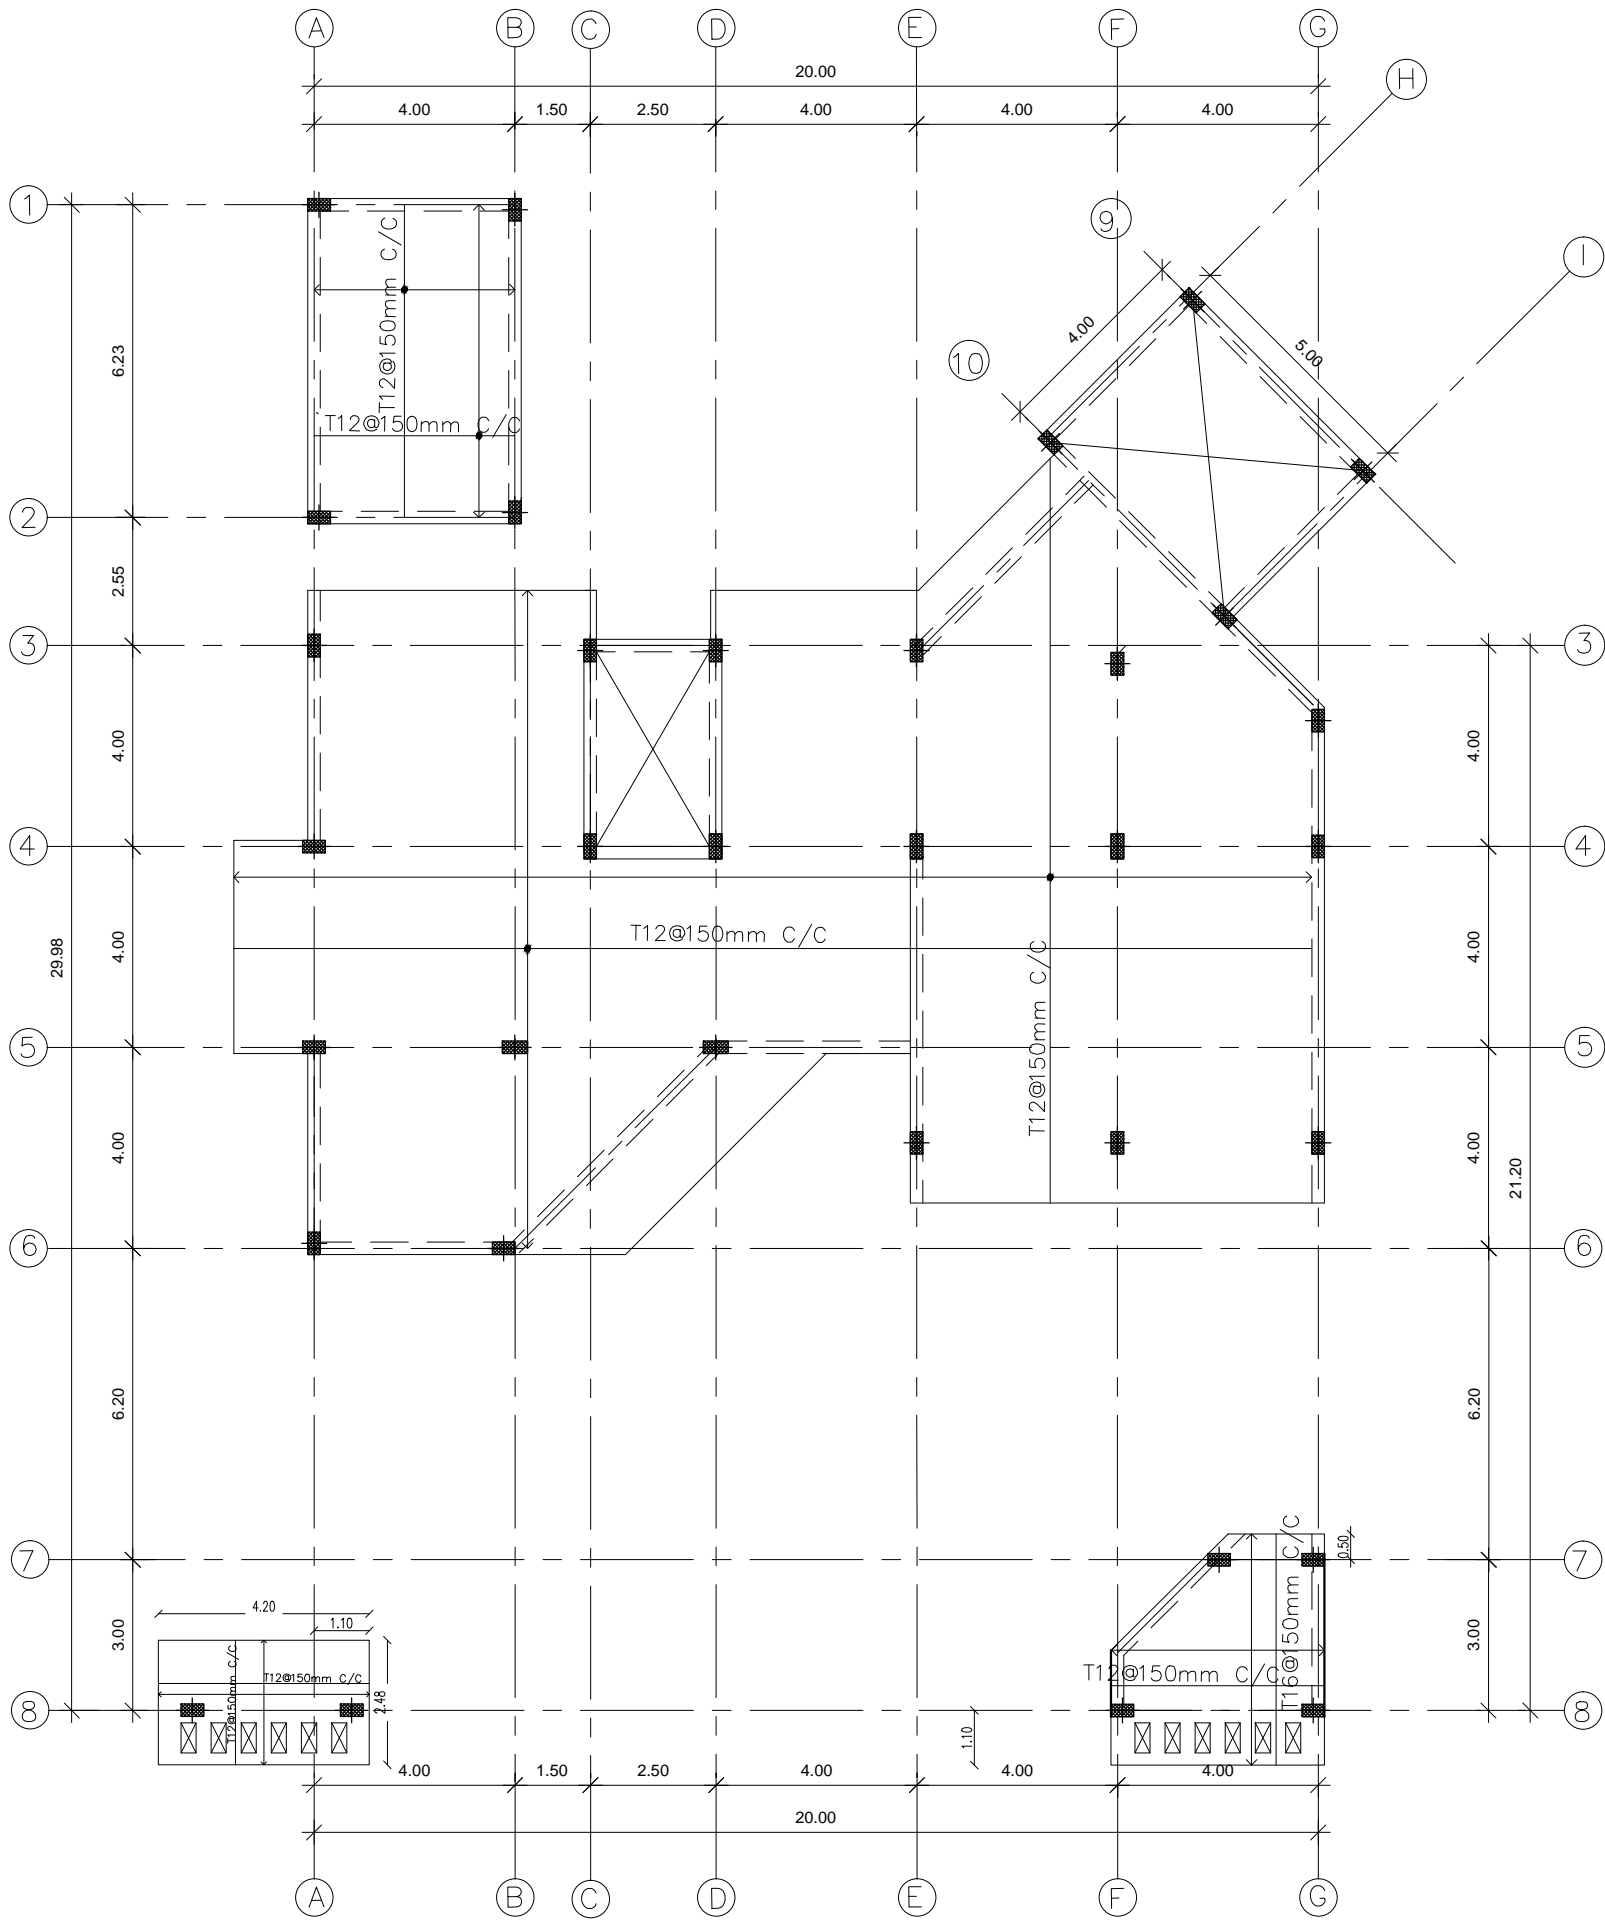 A B C D E F G
20.00
H
4.00 1.50 2.50 4.00 4.00 4.00
1
9
I
T12@150mm C/C
4.00
5.00
10
6.23
T12@150mm C/C
2
2.55
3 3
4.00 4.00
4 4
T12@150mm C/C
29.98
4.00 4.00
T12@150mm C/C
5 5
4.00 4.00
21.20
6 6
6.20 6.20
T16@150mm C/C
0.50
7 7
4.20
1.10
3.00 3.00
T12@150mm C/C
T12@150mm C/C
T12@150mm C/C
2.48
8 8
1.10
4.00 1.50 2.50 4.00 4.00 4.00
20.00
A B C D E F G